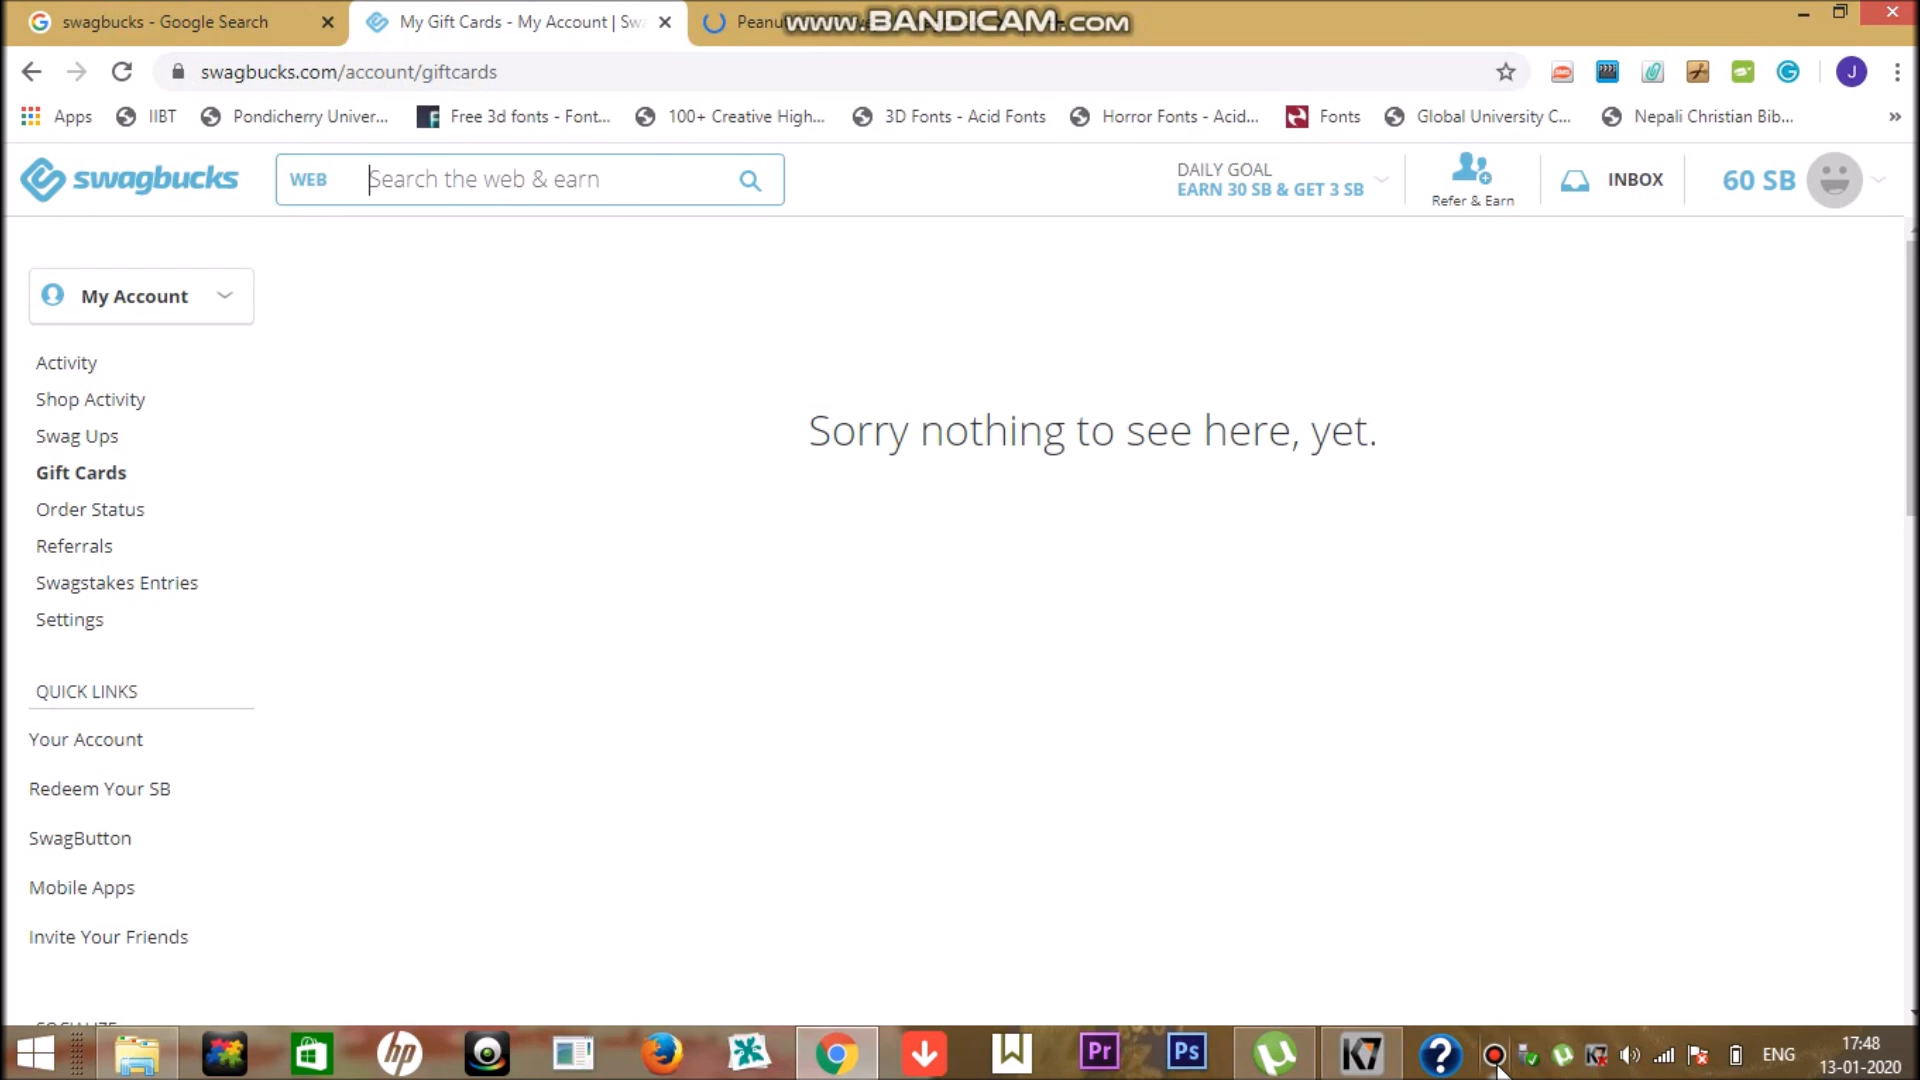 swagbucks - Google Search
My Gift Cards - My Account | Sw
Peanu
www.BANDICAM.com
swagbucks.com/account/giftcards
J
Apps
IIBT
Pondicherry Univer...
Free 3d fonts - Font...
100+ Creative High...
3D Fonts - Acid Fonts
Horror Fonts - Acid...
Fonts
Global University C...
Nepali Christian Bib...
swagbucks
WEB
Search the web & earn
DAILY GOAL
EARN 30 SB & GET 3 SB
Refer & Earn
INBOX
60 SB
My Account
Activity
Shop Activity
Swag Ups
Gift Cards
Order Status
Referrals
Swagstakes Entries
Settings
Sorry nothing to see here, yet.
QUICK LINKS
Your Account
Redeem Your SB
SwagButton
Mobile Apps
Invite Your Friends
hp
Pr
Ps
K7
ENG
17:48
13-01-2020